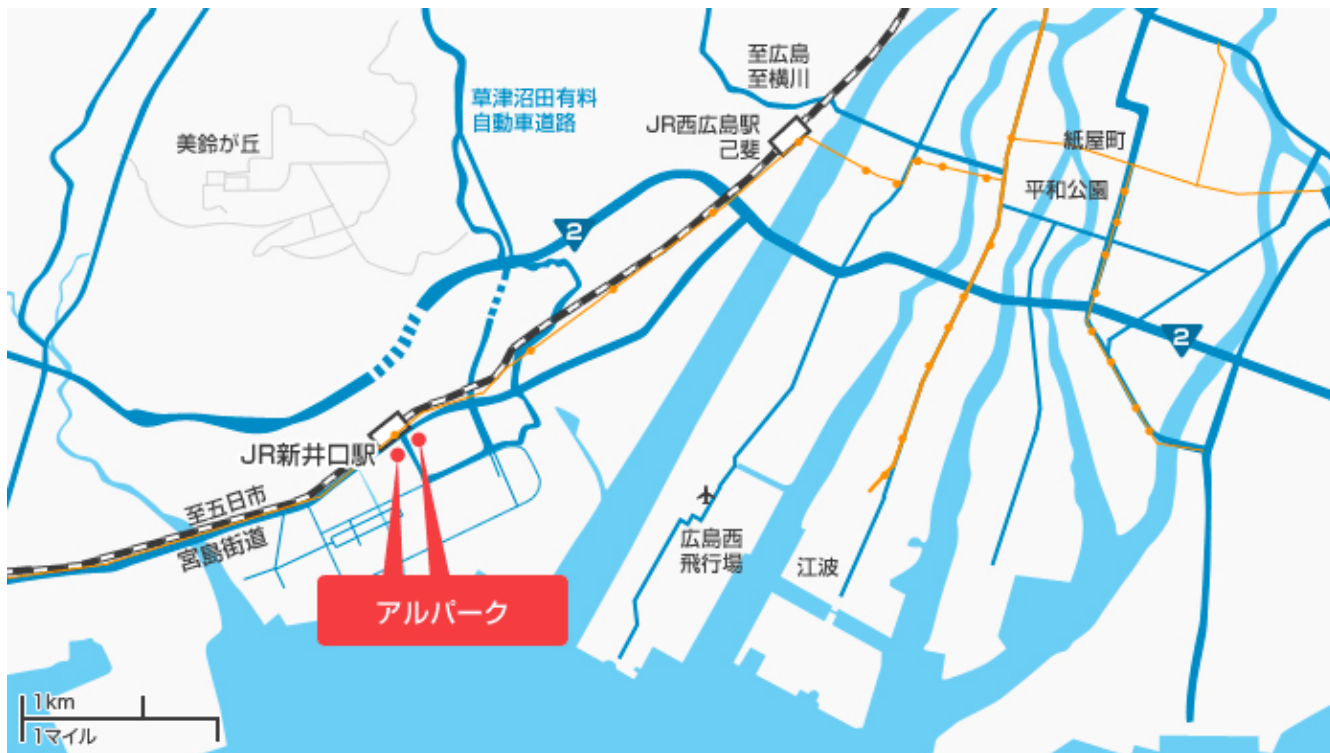 至広島
至横川
草津沼田有料
自動車道路
JR西広島駅
己斐
美鈴が丘
紙屋町
平和公園
2
2
JR新井口駅
至五日市
宮島街道
広島西
飛行場
江波
アルパーク
1km
1マイル